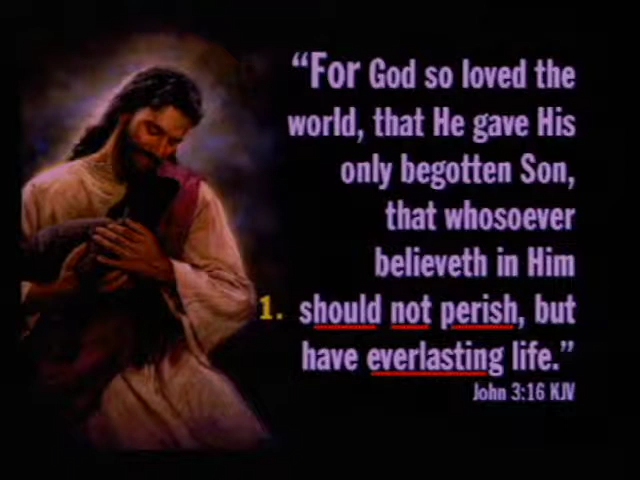 “For God so loved the
world, that He gave His
only begotten Son,
that whosoever
believeth in Him
1. should not perish, but
have everlasting life.”
John 3:16 KJV